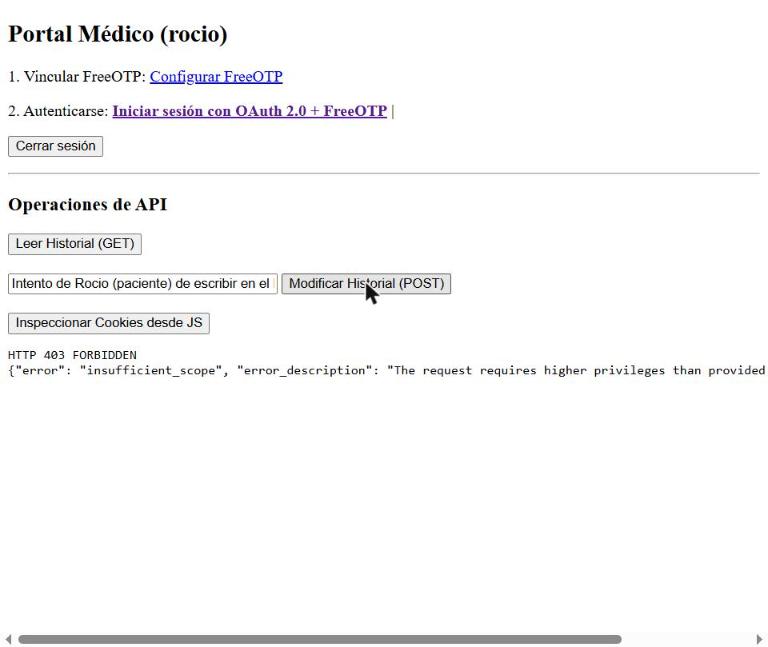 Portal Médico (rocio)
1. Vincular FreeOTP: Configurar FreeOTP
2. Autenticarse: Iniciar sesión con OAuth 2.0 + FreeOTP |
Cerrar sesión
Operaciones de API
Leer Historial (GET)
Intento de Rocio (paciente) de escribir en el Modificar Historial (POST)
Inspeccionar Cookies desde JS
HTTP 403 FORBIDDEN
{"error": "insufficient_scope", "error_description": "The request requires higher privileges than provided